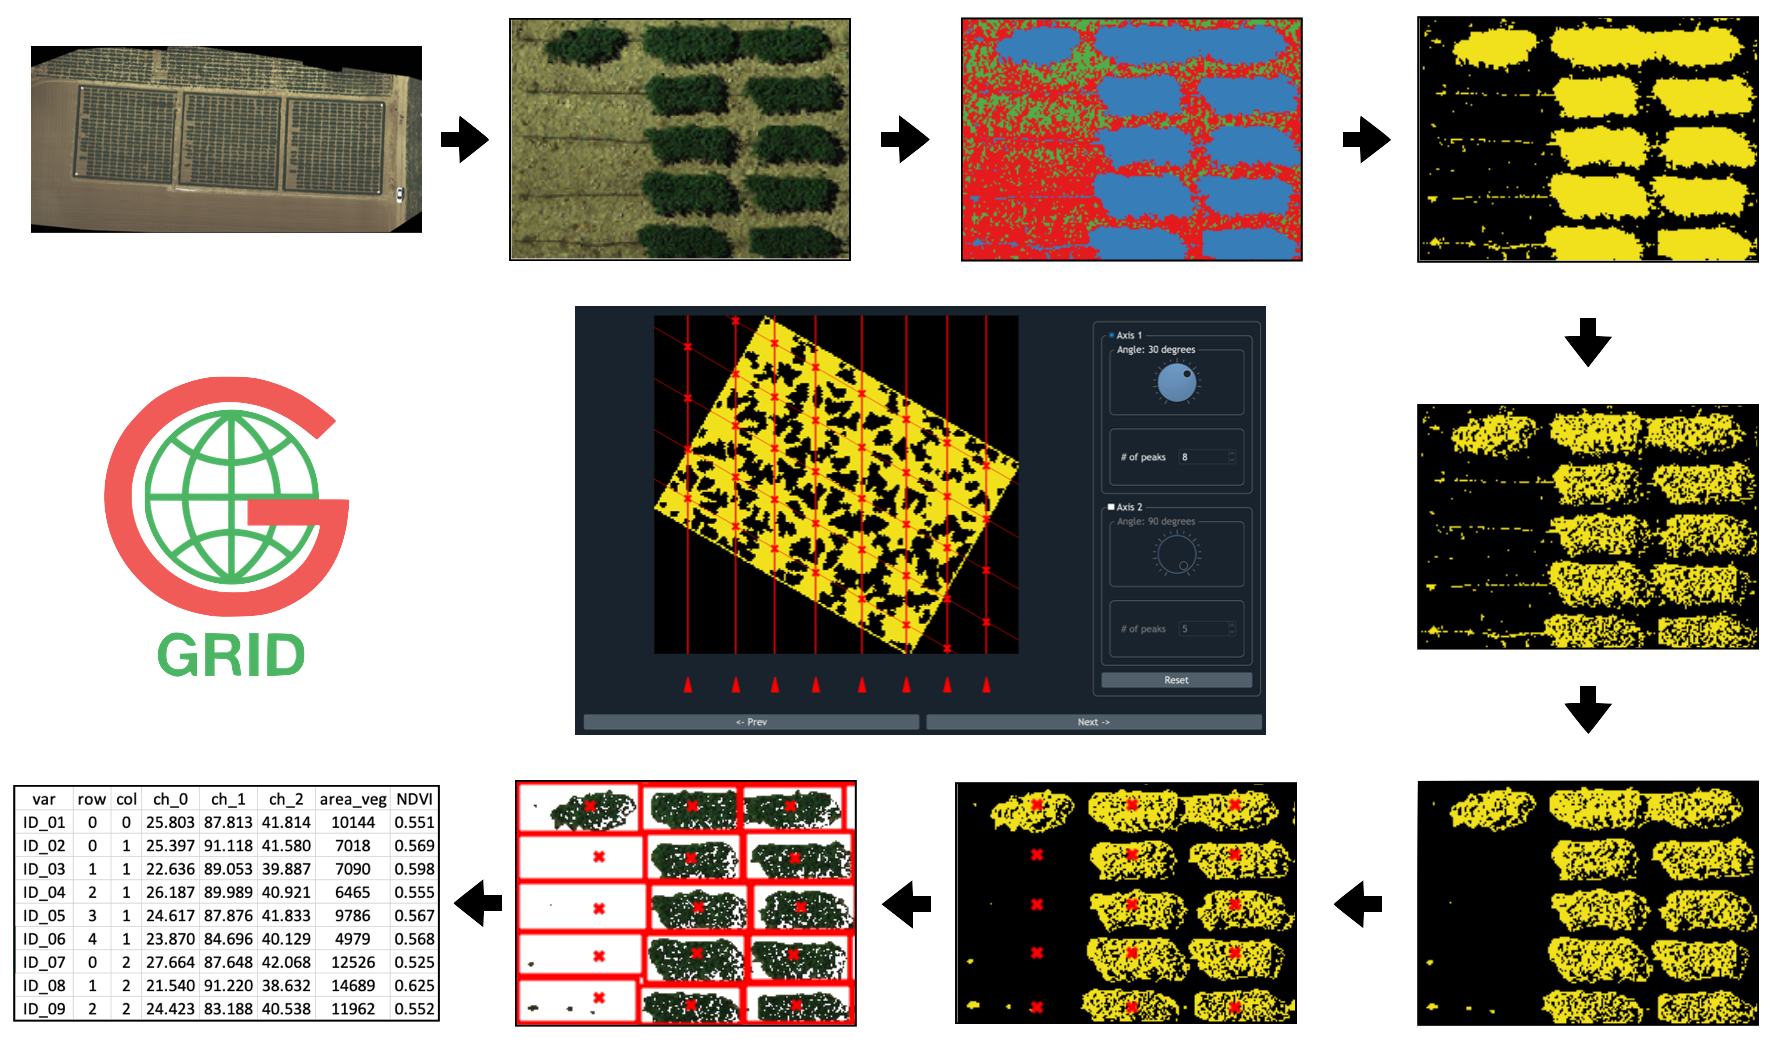 Axis 1
Angle: 30 degrees
# of peaks 8
Axis 2
Angle: 90 degrees
# of peaks 5
Reset
<- Prev
Next ->
GRID
var row col ch_0 ch_1 ch_2 area_veg NDVI
ID_01 0 0 25.803 87.813 41.814 10144 0.551
ID_02 0 1 25.397 91.118 41.580 7018 0.569
ID_03 1 1 22.636 89.053 39.887 7090 0.598
ID_04 2 1 26.187 89.989 40.921 6465 0.555
ID_05 3 1 24.617 87.876 41.833 9786 0.567
ID_06 4 1 23.870 84.696 40.129 4979 0.568
ID_07 0 2 27.664 87.648 42.068 12526 0.525
ID_08 1 2 21.540 91.220 38.632 14689 0.625
ID_09 2 2 24.423 83.188 40.538 11962 0.552